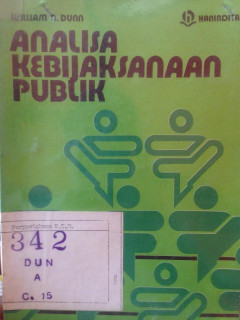 WILLIAM N. DUNN
HANINDITA
ANALISA
KEBIJAKSANAAN
PUBLIK
342
DUN
A
C. 15